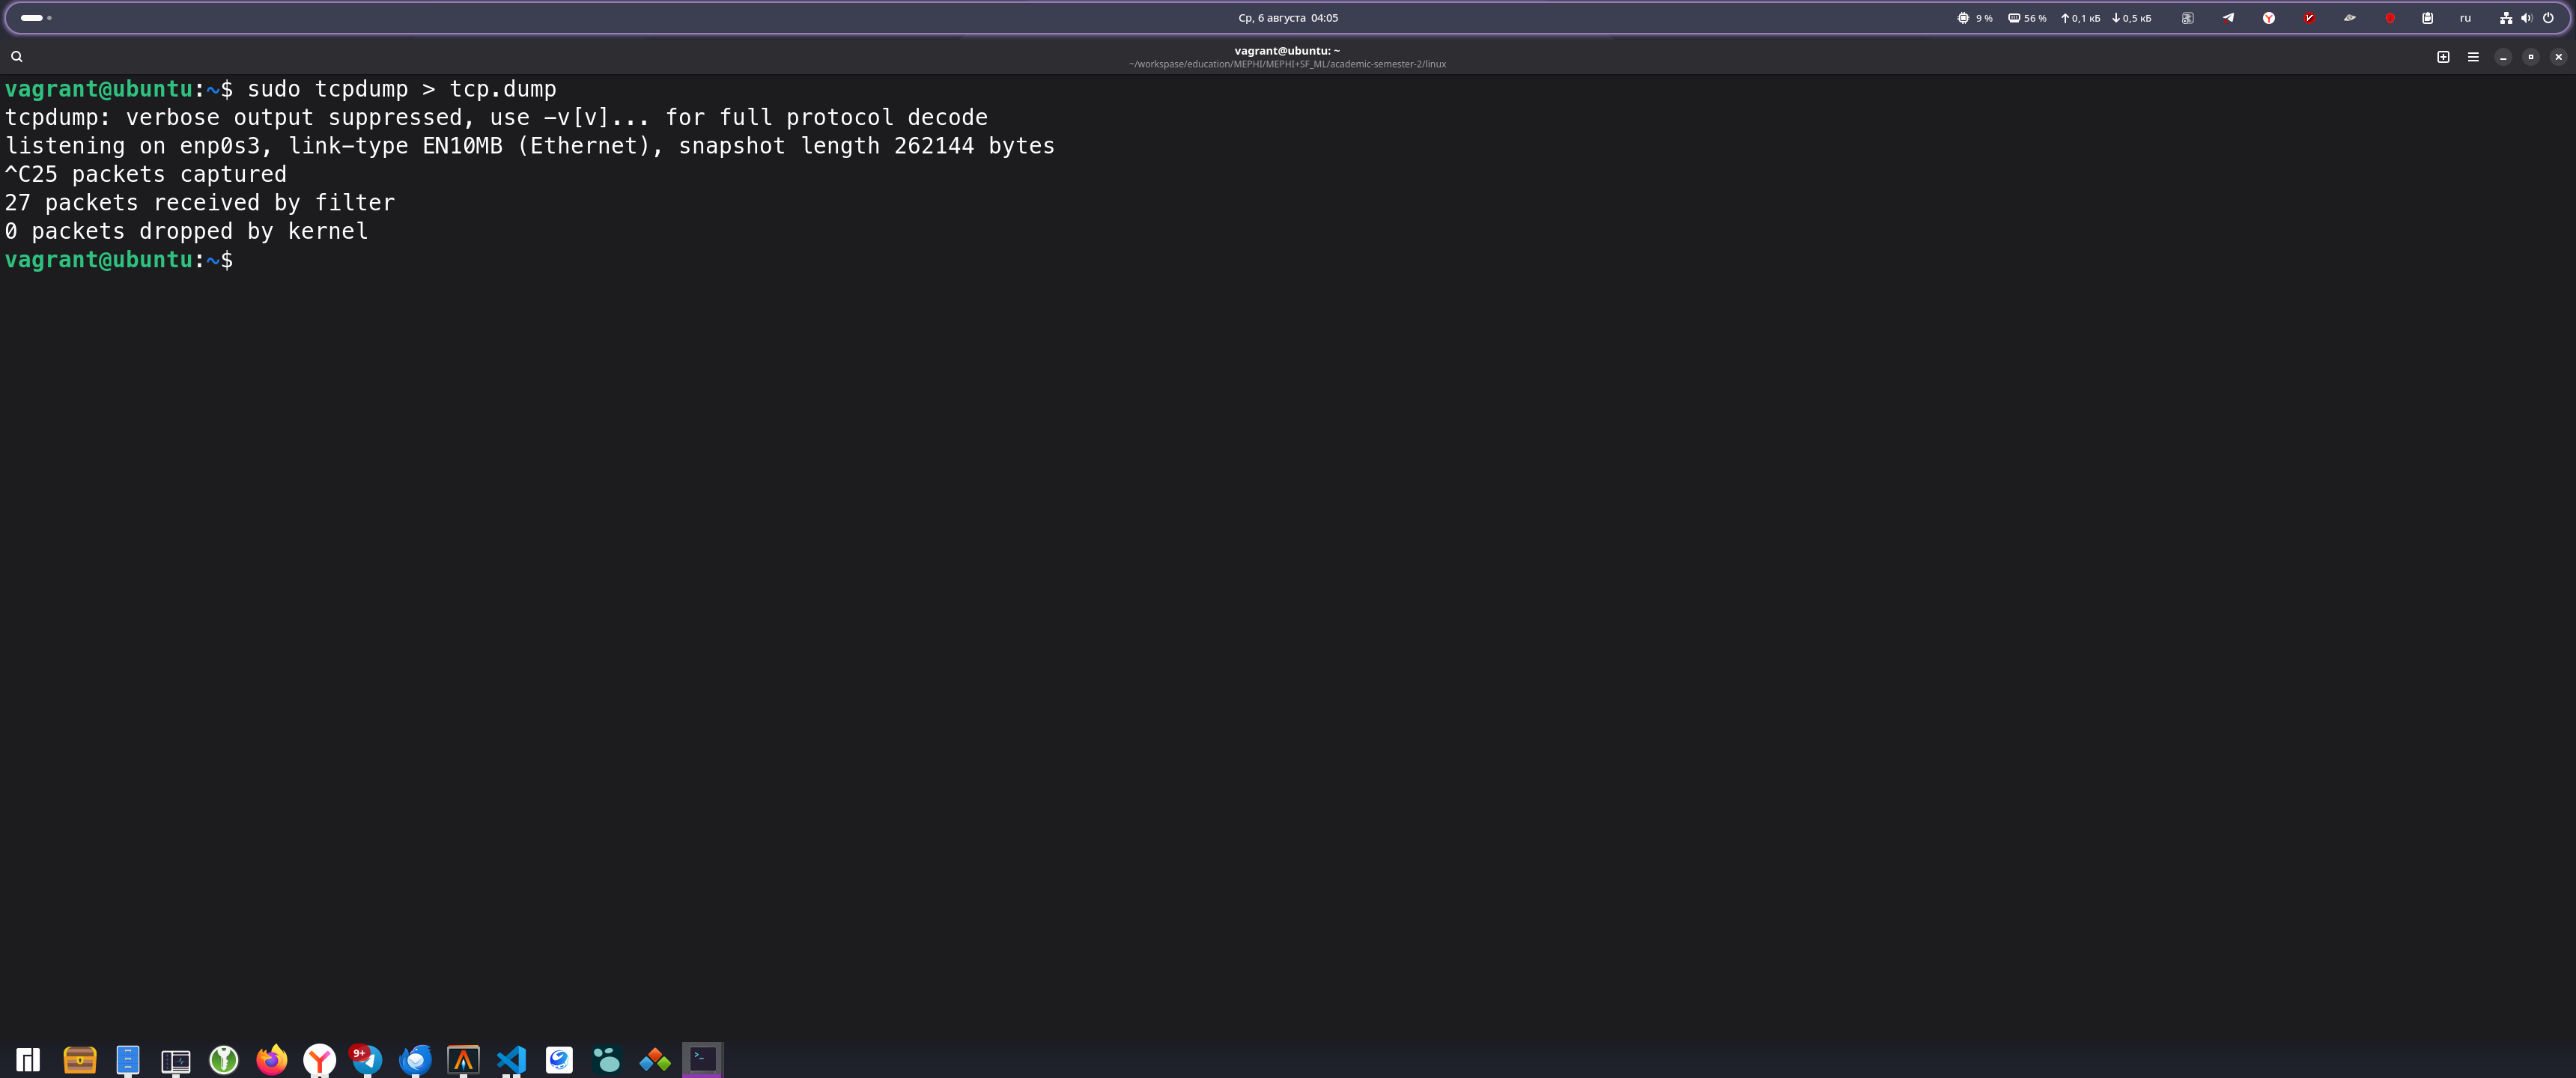 Ср, 6 августа 04:05
9 %
56 %
0,1 кБ
0,5 кБ
ru
vagrant@ubuntu: ~
~/workspase/education/MEPHI/MEPHI+SF_ML/academic-semester-2/linux
vagrant@ubuntu:~$ sudo tcpdump > tcp.dump
tcpdump: verbose output suppressed, use -v[v]... for full protocol decode
listening on enp0s3, link-type EN10MB (Ethernet), snapshot length 262144 bytes
^C25 packets captured
27 packets received by filter
0 packets dropped by kernel
vagrant@ubuntu:~$
9+